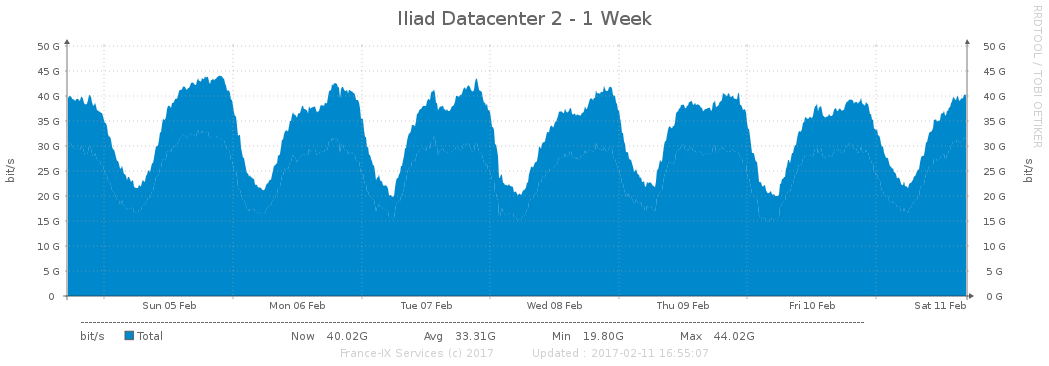 Iliad Datacenter 2 - 1 Week
RRDTOOL / TOBI OETIKER
50 G 50 G
45 G 45 G
40 G 40 G
35 G 35 G
30 G 30 G
25 G 25 G
20 G 20 G
15 G 15 G
10 G 10 G
5 G 5 G
0 0 G
bit/s bit/s
Sun 05 Feb Mon 06 Feb Tue 07 Feb Wed 08 Feb Thu 09 Feb Fri 10 Feb Sat 11 Feb
bit/s Total Now 40.02G Avg 33.31G Min 19.80G Max 44.02G
France-IX Services (c) 2017 Updated : 2017-02-11 16:55:07